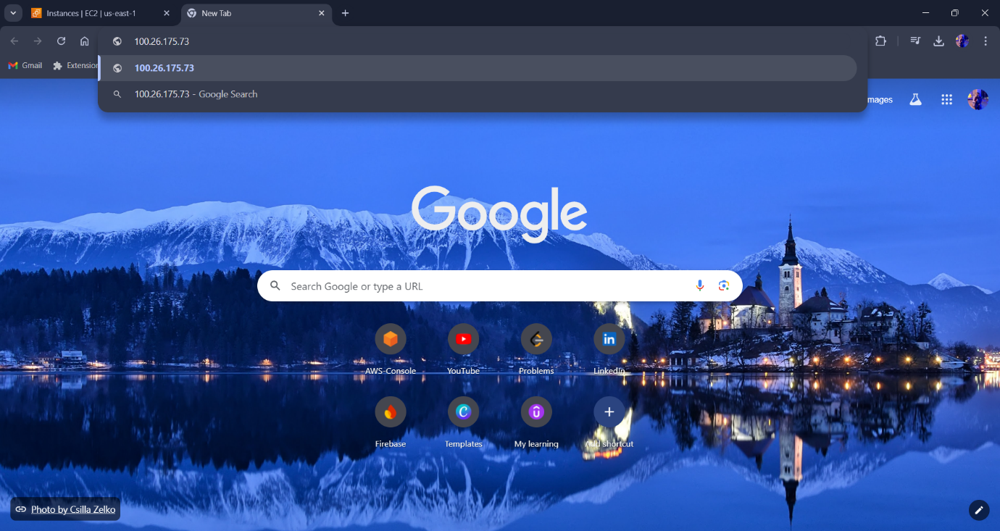 Instances | EC2 | us-east-1
New Tab
100.26.175.73
Gmail
Extension
100.26.175.73
100.26.175.73 - Google Search
mages
Google
Search Google or type a URL
AWS-Console
YouTube
Problems
LinkedIn
Firebase
Templates
My learning
Add shortcut
Photo by Csilla Zelko